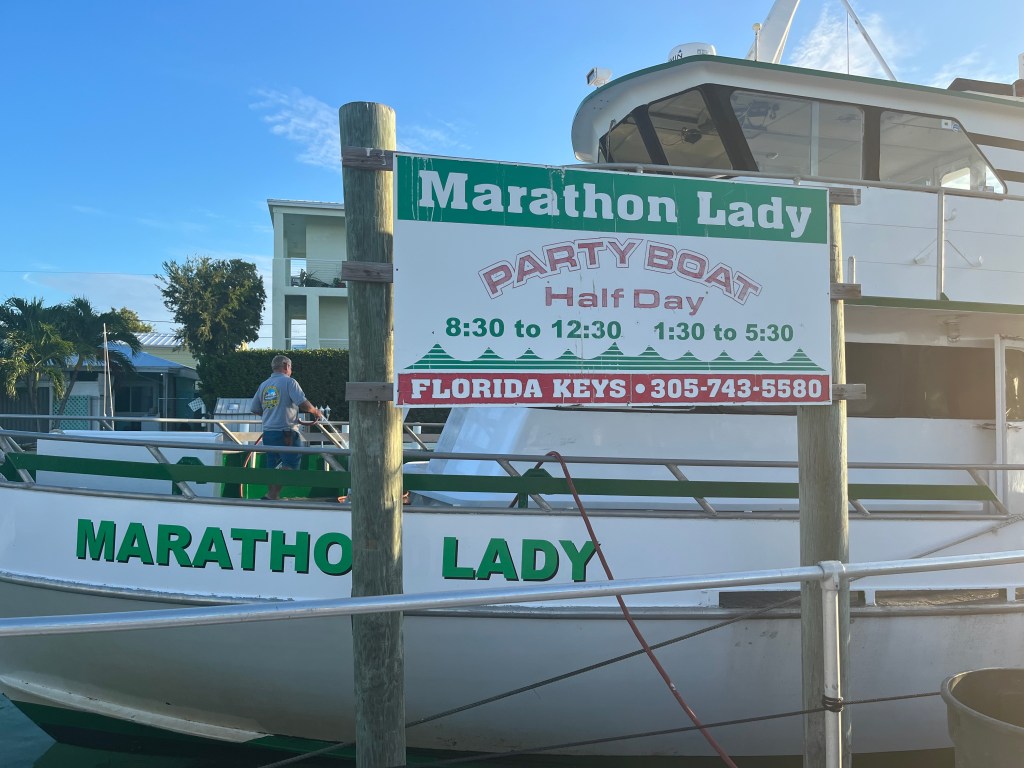 Marathon Lady
PARTY BOAT
Half Day
8:30 to 12:30 1:30 to 5:30
FLORIDA KEYS • 305-743-5580
MARATHO LADY